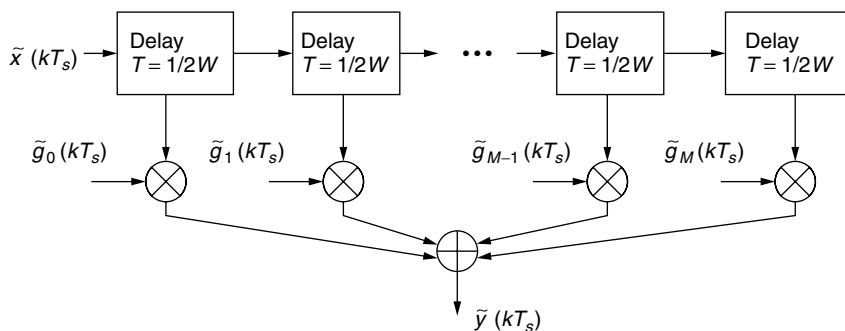 Delay
T = 1/2W
Delay
T = 1/2W
•••
Delay
T = 1/2W
Delay
T = 1/2W
x̃ (kTₛ)
g̃₀(kTₛ)
g̃₁(kTₛ)
g̃_{M−1}(kTₛ)
g̃_M(kTₛ)
ỹ (kTₛ)